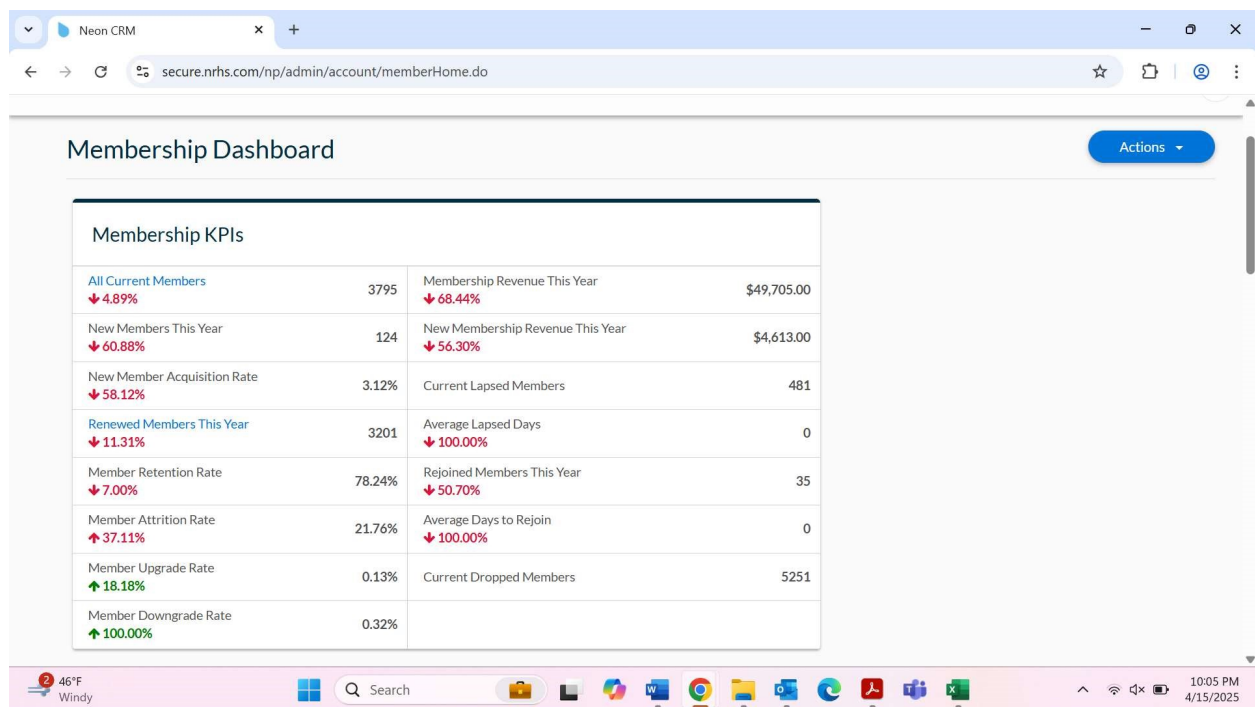 Neon CRM
secure.nrhs.com/np/admin/account/memberHome.do
Membership Dashboard
Actions
Membership KPIs
All Current Members
4.89%
3795
Membership Revenue This Year
68.44%
$49,705.00
New Members This Year
60.88%
124
New Membership Revenue This Year
56.30%
$4,613.00
New Member Acquisition Rate
58.12%
3.12%
Current Lapsed Members
481
Renewed Members This Year
11.31%
3201
Average Lapsed Days
100.00%
0
Member Retention Rate
7.00%
78.24%
Rejoined Members This Year
50.70%
35
Member Attrition Rate
37.11%
21.76%
Average Days to Rejoin
100.00%
0
Member Upgrade Rate
18.18%
0.13%
Current Dropped Members
5251
Member Downgrade Rate
100.00%
0.32%
2
46°F
Windy
Search
10:05 PM
4/15/2025